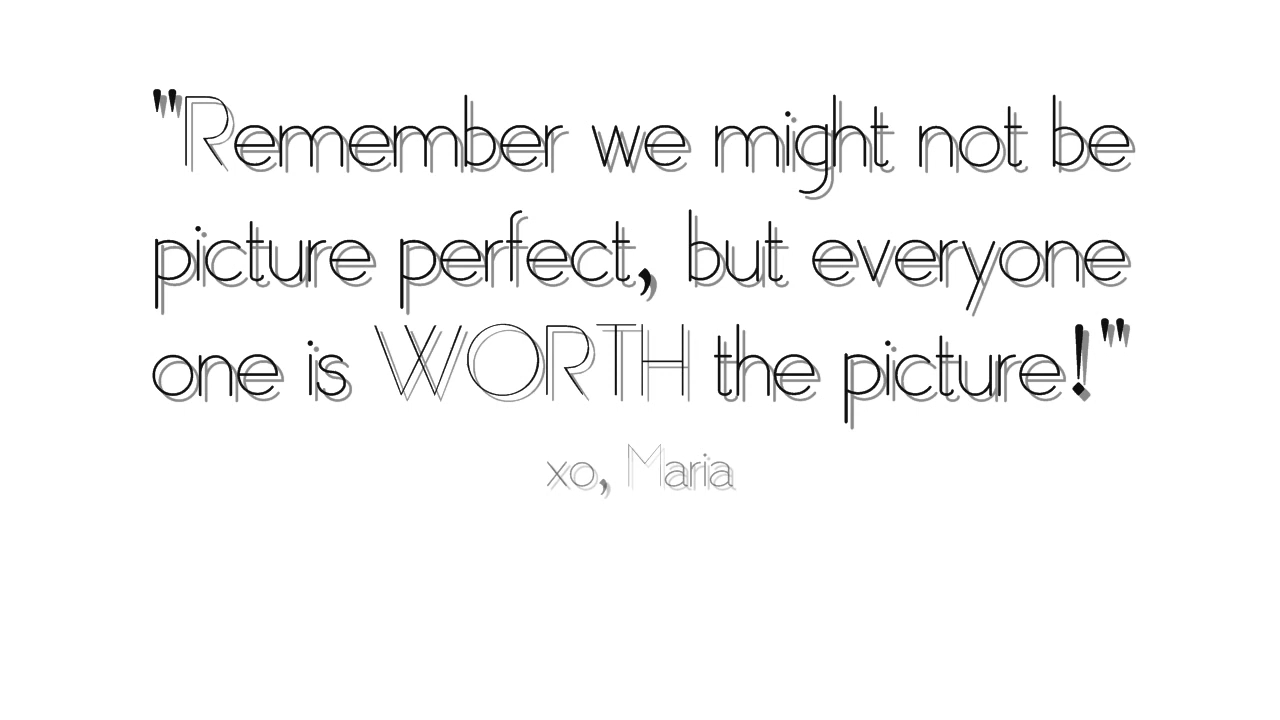 "Remember we might not be
picture perfect, but everyone
one is WORTH the picture!"
xo, Maria